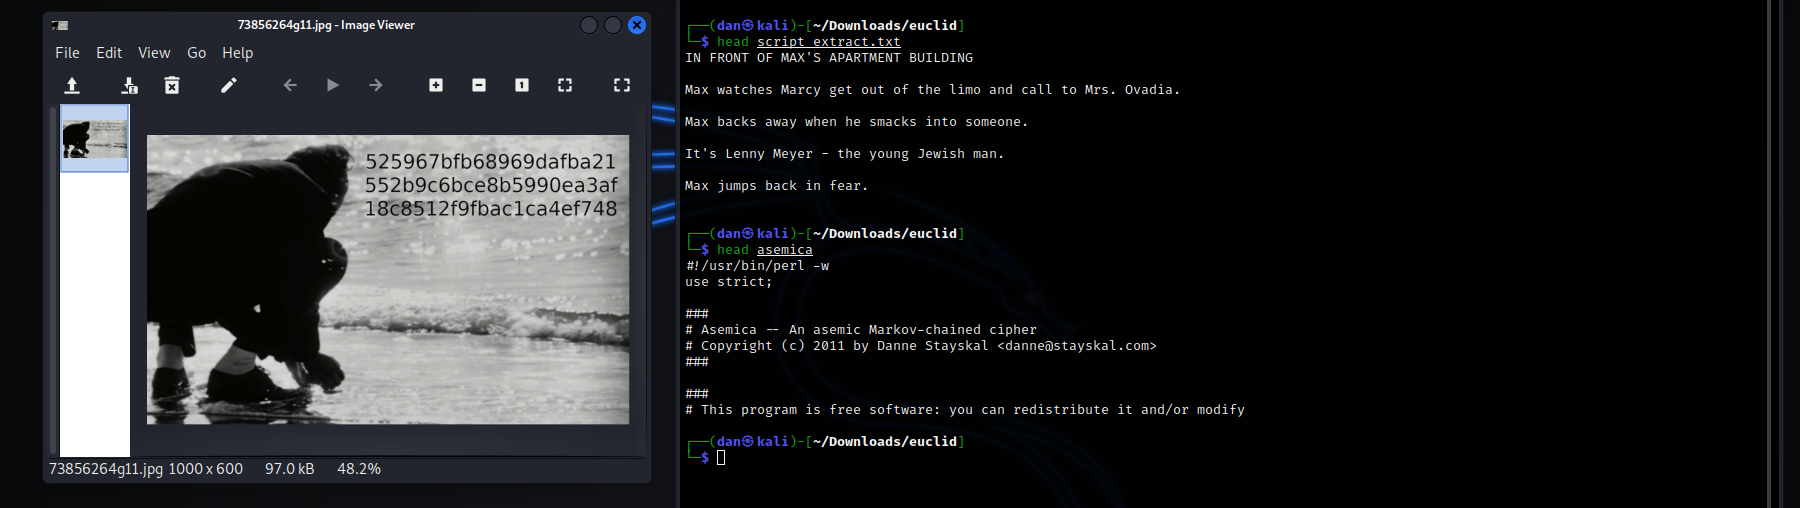 73856264g11.jpg - Image Viewer
File Edit View Go Help
525967bfb68969dafba21
552b9c6bce8b5990ea3af
18c8512f9fbac1ca4ef748
73856264g11.jpg 1000 x 600 97.0 kB 48.2%
┌──(dan㉿kali)-[~/Downloads/euclid]
└─$ head script_extract.txt
IN FRONT OF MAX'S APARTMENT BUILDING
Max watches Marcy get out of the limo and call to Mrs. Ovadia.
Max backs away when he smacks into someone.
It's Lenny Meyer - the young Jewish man.
Max jumps back in fear.
┌──(dan㉿kali)-[~/Downloads/euclid]
└─$ head asemica
#!/usr/bin/perl -w
use strict;
###
# Asemica -- An asemic Markov-chained cipher
# Copyright (c) 2011 by Danne Stayskal <danne@stayskal.com>
###
###
# This program is free software: you can redistribute it and/or modify
┌──(dan㉿kali)-[~/Downloads/euclid]
└─$